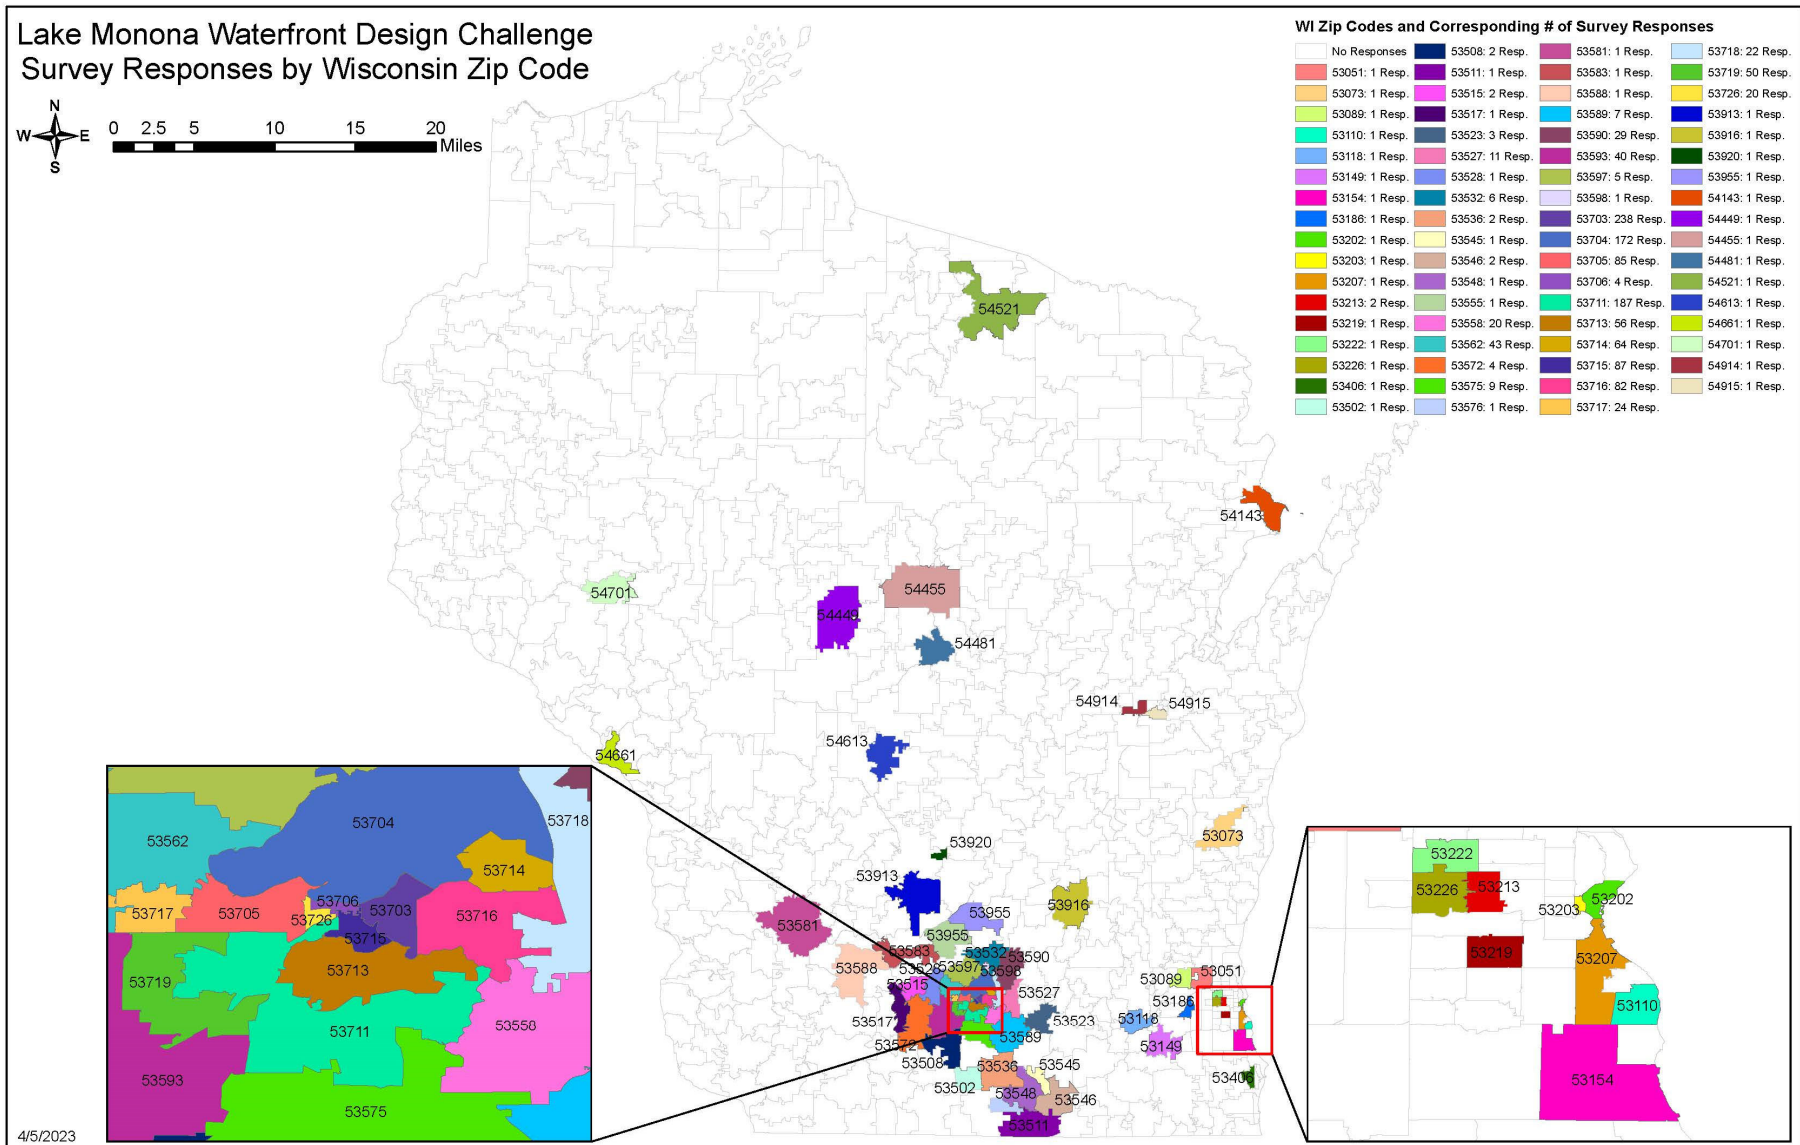 Lake Monona Waterfront Design Challenge
Survey Responses by Wisconsin Zip Code
N
W E
S
0 2.5 5 10 15 20
Miles
WI Zip Codes and Corresponding # of Survey Responses
No Responses
53051: 1 Resp.
53073: 1 Resp.
53089: 1 Resp.
53110: 1 Resp.
53118: 1 Resp.
53149: 1 Resp.
53154: 1 Resp.
53186: 1 Resp.
53202: 1 Resp.
53203: 1 Resp.
53207: 1 Resp.
53213: 2 Resp.
53219: 1 Resp.
53222: 1 Resp.
53226: 1 Resp.
53406: 1 Resp.
53502: 1 Resp.
53508: 2 Resp.
53511: 1 Resp.
53515: 2 Resp.
53517: 1 Resp.
53523: 3 Resp.
53527: 11 Resp.
53528: 1 Resp.
53532: 6 Resp.
53536: 2 Resp.
53545: 1 Resp.
53546: 2 Resp.
53548: 1 Resp.
53555: 1 Resp.
53558: 20 Resp.
53562: 43 Resp.
53572: 4 Resp.
53575: 9 Resp.
53576: 1 Resp.
53581: 1 Resp.
53583: 1 Resp.
53588: 1 Resp.
53589: 7 Resp.
53590: 29 Resp.
53593: 40 Resp.
53597: 5 Resp.
53598: 1 Resp.
53703: 238 Resp.
53704: 172 Resp.
53705: 85 Resp.
53706: 4 Resp.
53711: 187 Resp.
53713: 56 Resp.
53714: 64 Resp.
53715: 87 Resp.
53716: 82 Resp.
53717: 24 Resp.
53718: 22 Resp.
53719: 50 Resp.
53726: 20 Resp.
53913: 1 Resp.
53916: 1 Resp.
53920: 1 Resp.
53955: 1 Resp.
54143: 1 Resp.
54449: 1 Resp.
54455: 1 Resp.
54481: 1 Resp.
54521: 1 Resp.
54613: 1 Resp.
54661: 1 Resp.
54701: 1 Resp.
54914: 1 Resp.
54915: 1 Resp.
54521
54143
54701
54455
54449
54481
54914
54915
54613
54661
53073
53920
53913
53916
53581
53955
53955
53583
53532
53590
53588
53528
53597
53598
53515
53527
53517
53523
53572
53589
53508
53536
53545
53502
53548
53546
53511
53089
53051
53186
53118
53149
53406
53704
53718
53562
53714
53706
53717
53705
53726
53703
53716
53715
53713
53719
53711
53558
53593
53575
53222
53226
53213
53202
53203
53219
53207
53110
53154
4/5/2023